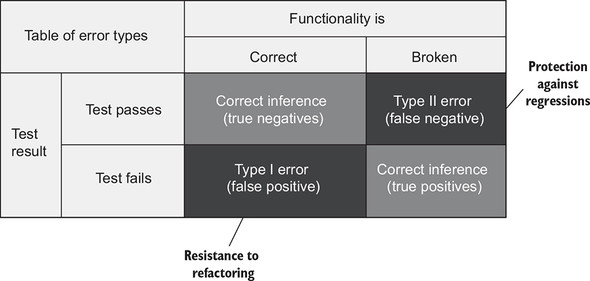 Table of error types
Functionality is
Correct
Broken
Protection
against
regressions
Test
result
Test passes
Correct inference
(true negatives)
Type II error
(false negative)
Test fails
Type I error
(false positive)
Correct inference
(true positives)
Resistance to
refactoring